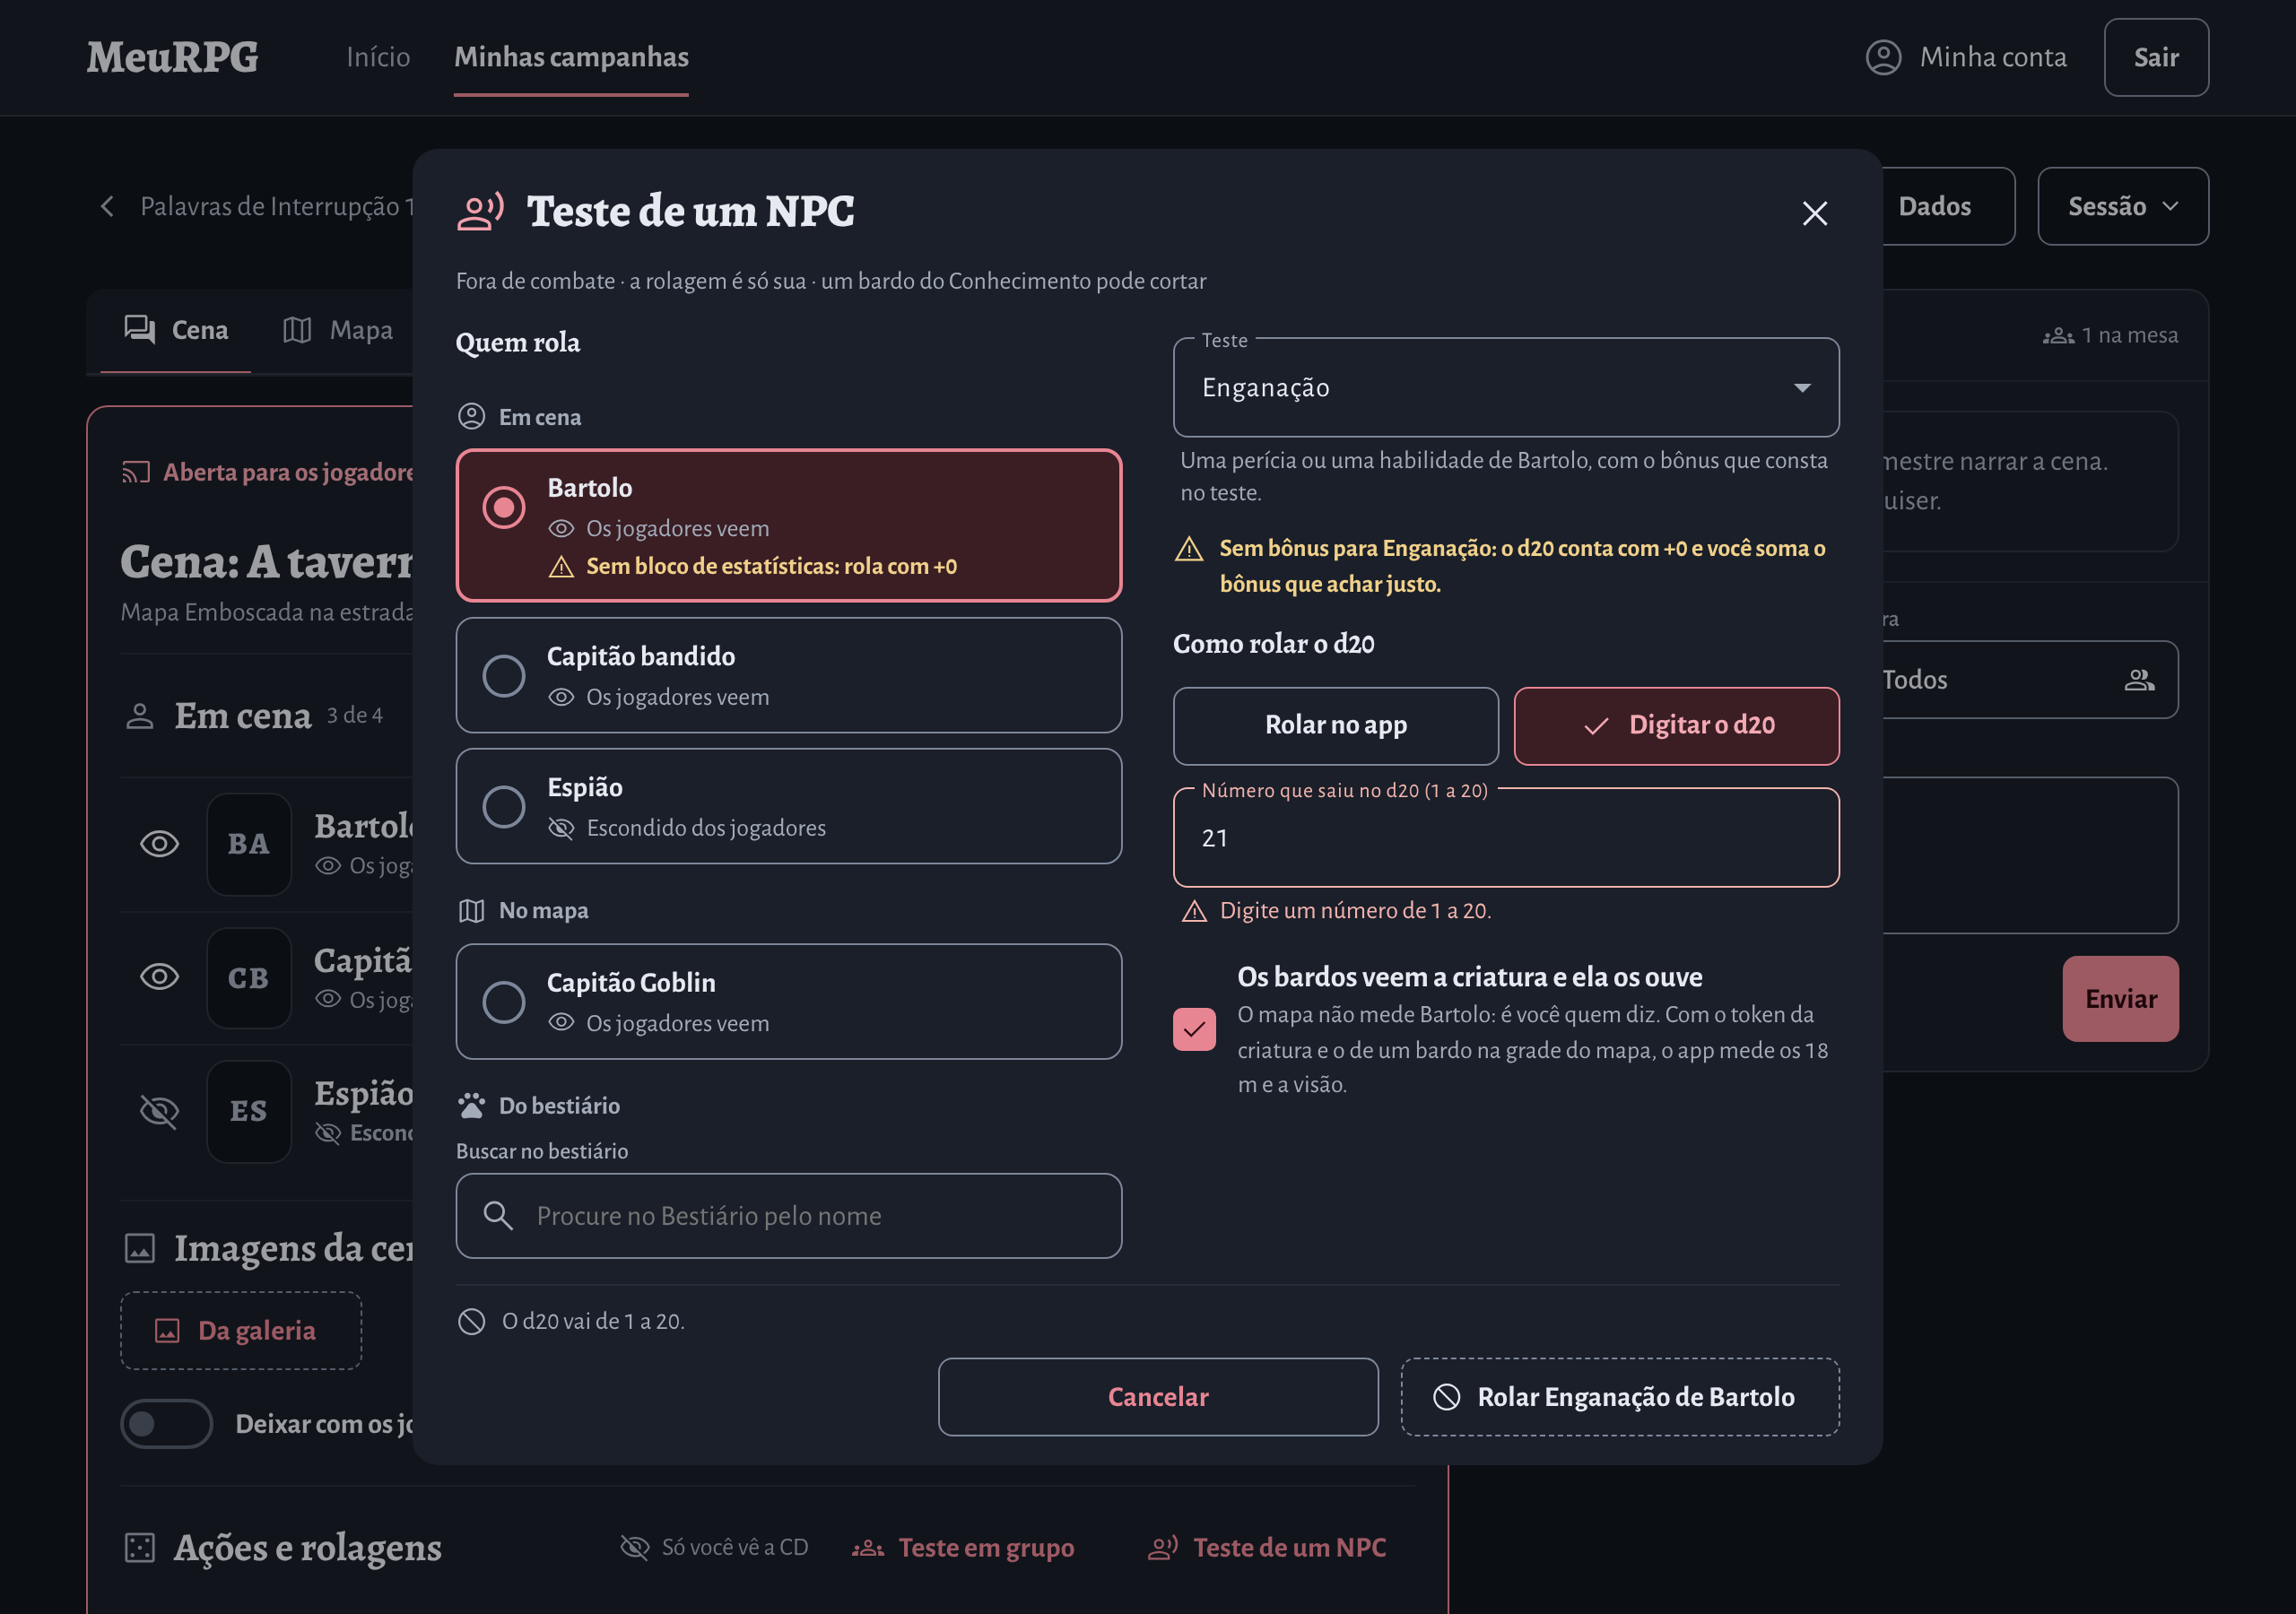 MeuRPG
Início
Minhas campanhas
Minha conta
Sair
Palavras de Interrupção 1
Dados
Sessão
Cena
Mapa
1 na mesa
Aberta para os jogadore
Cena: A tavern
Mapa Emboscada na estrada
Em cena
3 de 4
BA
Bartolo
Os jog
CB
Capitã
Os jog
ES
Espião
Escon
Imagens da cen
Da galeria
Deixar com os jo
Ações e rolagens
Só você vê a CD
Teste em grupo
Teste de um NPC
mestre narrar a cena.
uiser.
ra
Todos
Enviar
Teste de um NPC
Fora de combate · a rolagem é só sua · um bardo do Conhecimento pode cortar
Quem rola
Em cena
Bartolo
Os jogadores veem
Sem bloco de estatísticas: rola com +0
Capitão bandido
Os jogadores veem
Espião
Escondido dos jogadores
No mapa
Capitão Goblin
Os jogadores veem
Do bestiário
Buscar no bestiário
Procure no Bestiário pelo nome
Teste
Enganação
Uma perícia ou uma habilidade de Bartolo, com o bônus que consta
no teste.
Sem bônus para Enganação: o d20 conta com +0 e você soma o
bônus que achar justo.
Como rolar o d20
Rolar no app
Digitar o d20
Número que saiu no d20 (1 a 20)
21
Digite um número de 1 a 20.
Os bardos veem a criatura e ela os ouve
O mapa não mede Bartolo: é você quem diz. Com o token da
criatura e o de um bardo na grade do mapa, o app mede os 18
m e a visão.
O d20 vai de 1 a 20.
Cancelar
Rolar Enganação de Bartolo